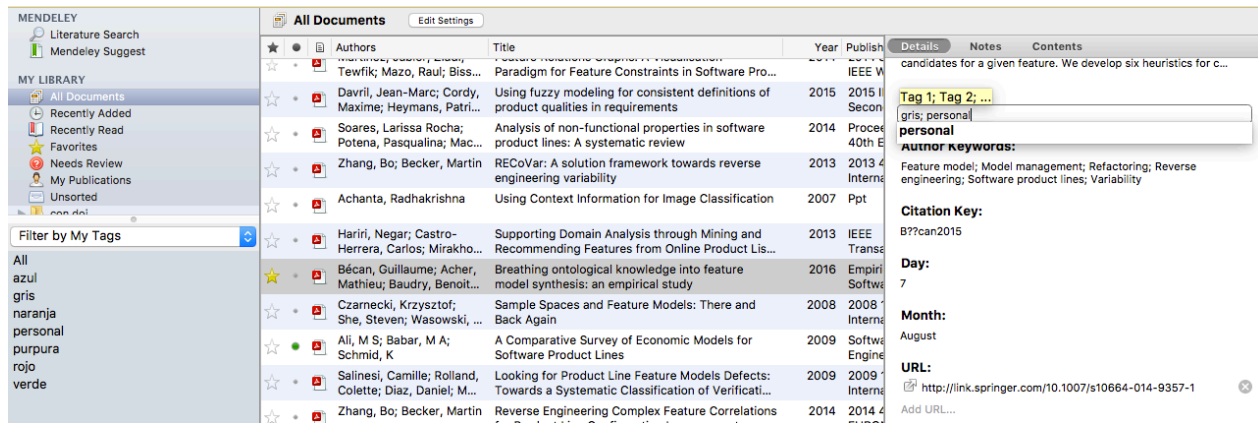 MENDELEY
Literature Search
Mendeley Suggest
MY LIBRARY
All Documents
Recently Added
Recently Read
Favorites
Needs Review
My Publications
Unsorted
con doi
Filter by My Tags
All
azul
gris
naranja
personal
purpura
rojo
verde
All Documents
Edit Settings
Authors Title Year Publish
Tewfik; Mazo, Raul; Biss... Paradigm for Feature Constraints in Software Pro... IEEE W
Davril, Jean-Marc; Cordy, Using fuzzy modeling for consistent definitions of 2015 2015 I
Maxime; Heymans, Patri... product qualities in requirements Secon
Soares, Larissa Rocha; Analysis of non-functional properties in software 2014 Procee
Potena, Pasqualina; Mac... product lines: A systematic review 40th E
Zhang, Bo; Becker, Martin RECoVar: A solution framework towards reverse 2013 2013 4
engineering variability Interna
Achanta, Radhakrishna Using Context Information for Image Classification 2007 Ppt
Hariri, Negar; Castro- Supporting Domain Analysis through Mining and 2013 IEEE
Herrera, Carlos; Mirakho... Recommending Features from Online Product Lis... Transa
Bécan, Guillaume; Acher, Breathing ontological knowledge into feature 2016 Empiri
Mathieu; Baudry, Benoit... model synthesis: an empirical study Softwa
Czarnecki, Krzysztof; Sample Spaces and Feature Models: There and 2008 2008
She, Steven; Wasowski, ... Back Again Interna
Ali, M S; Babar, M A; A Comparative Survey of Economic Models for 2009 Softwa
Schmid, K Software Product Lines Engine
Salinesi, Camille; Rolland, Looking for Product Line Feature Models Defects: 2009 2009
Colette; Diaz, Daniel; M... Towards a Systematic Classification of Verificati... Interna
Zhang, Bo; Becker, Martin Reverse Engineering Complex Feature Correlations 2014 2014 4
Details Notes Contents
candidates for a given feature. We develop six heuristics for c...
Tag 1; Tag 2; ...
gris; personal
personal
Author Keywords:
Feature model; Model management; Refactoring; Reverse
engineering; Software product lines; Variability
Citation Key:
B??can2015
Day:
7
Month:
August
URL:
http://link.springer.com/10.1007/s10664-014-9357-1
Add URL...